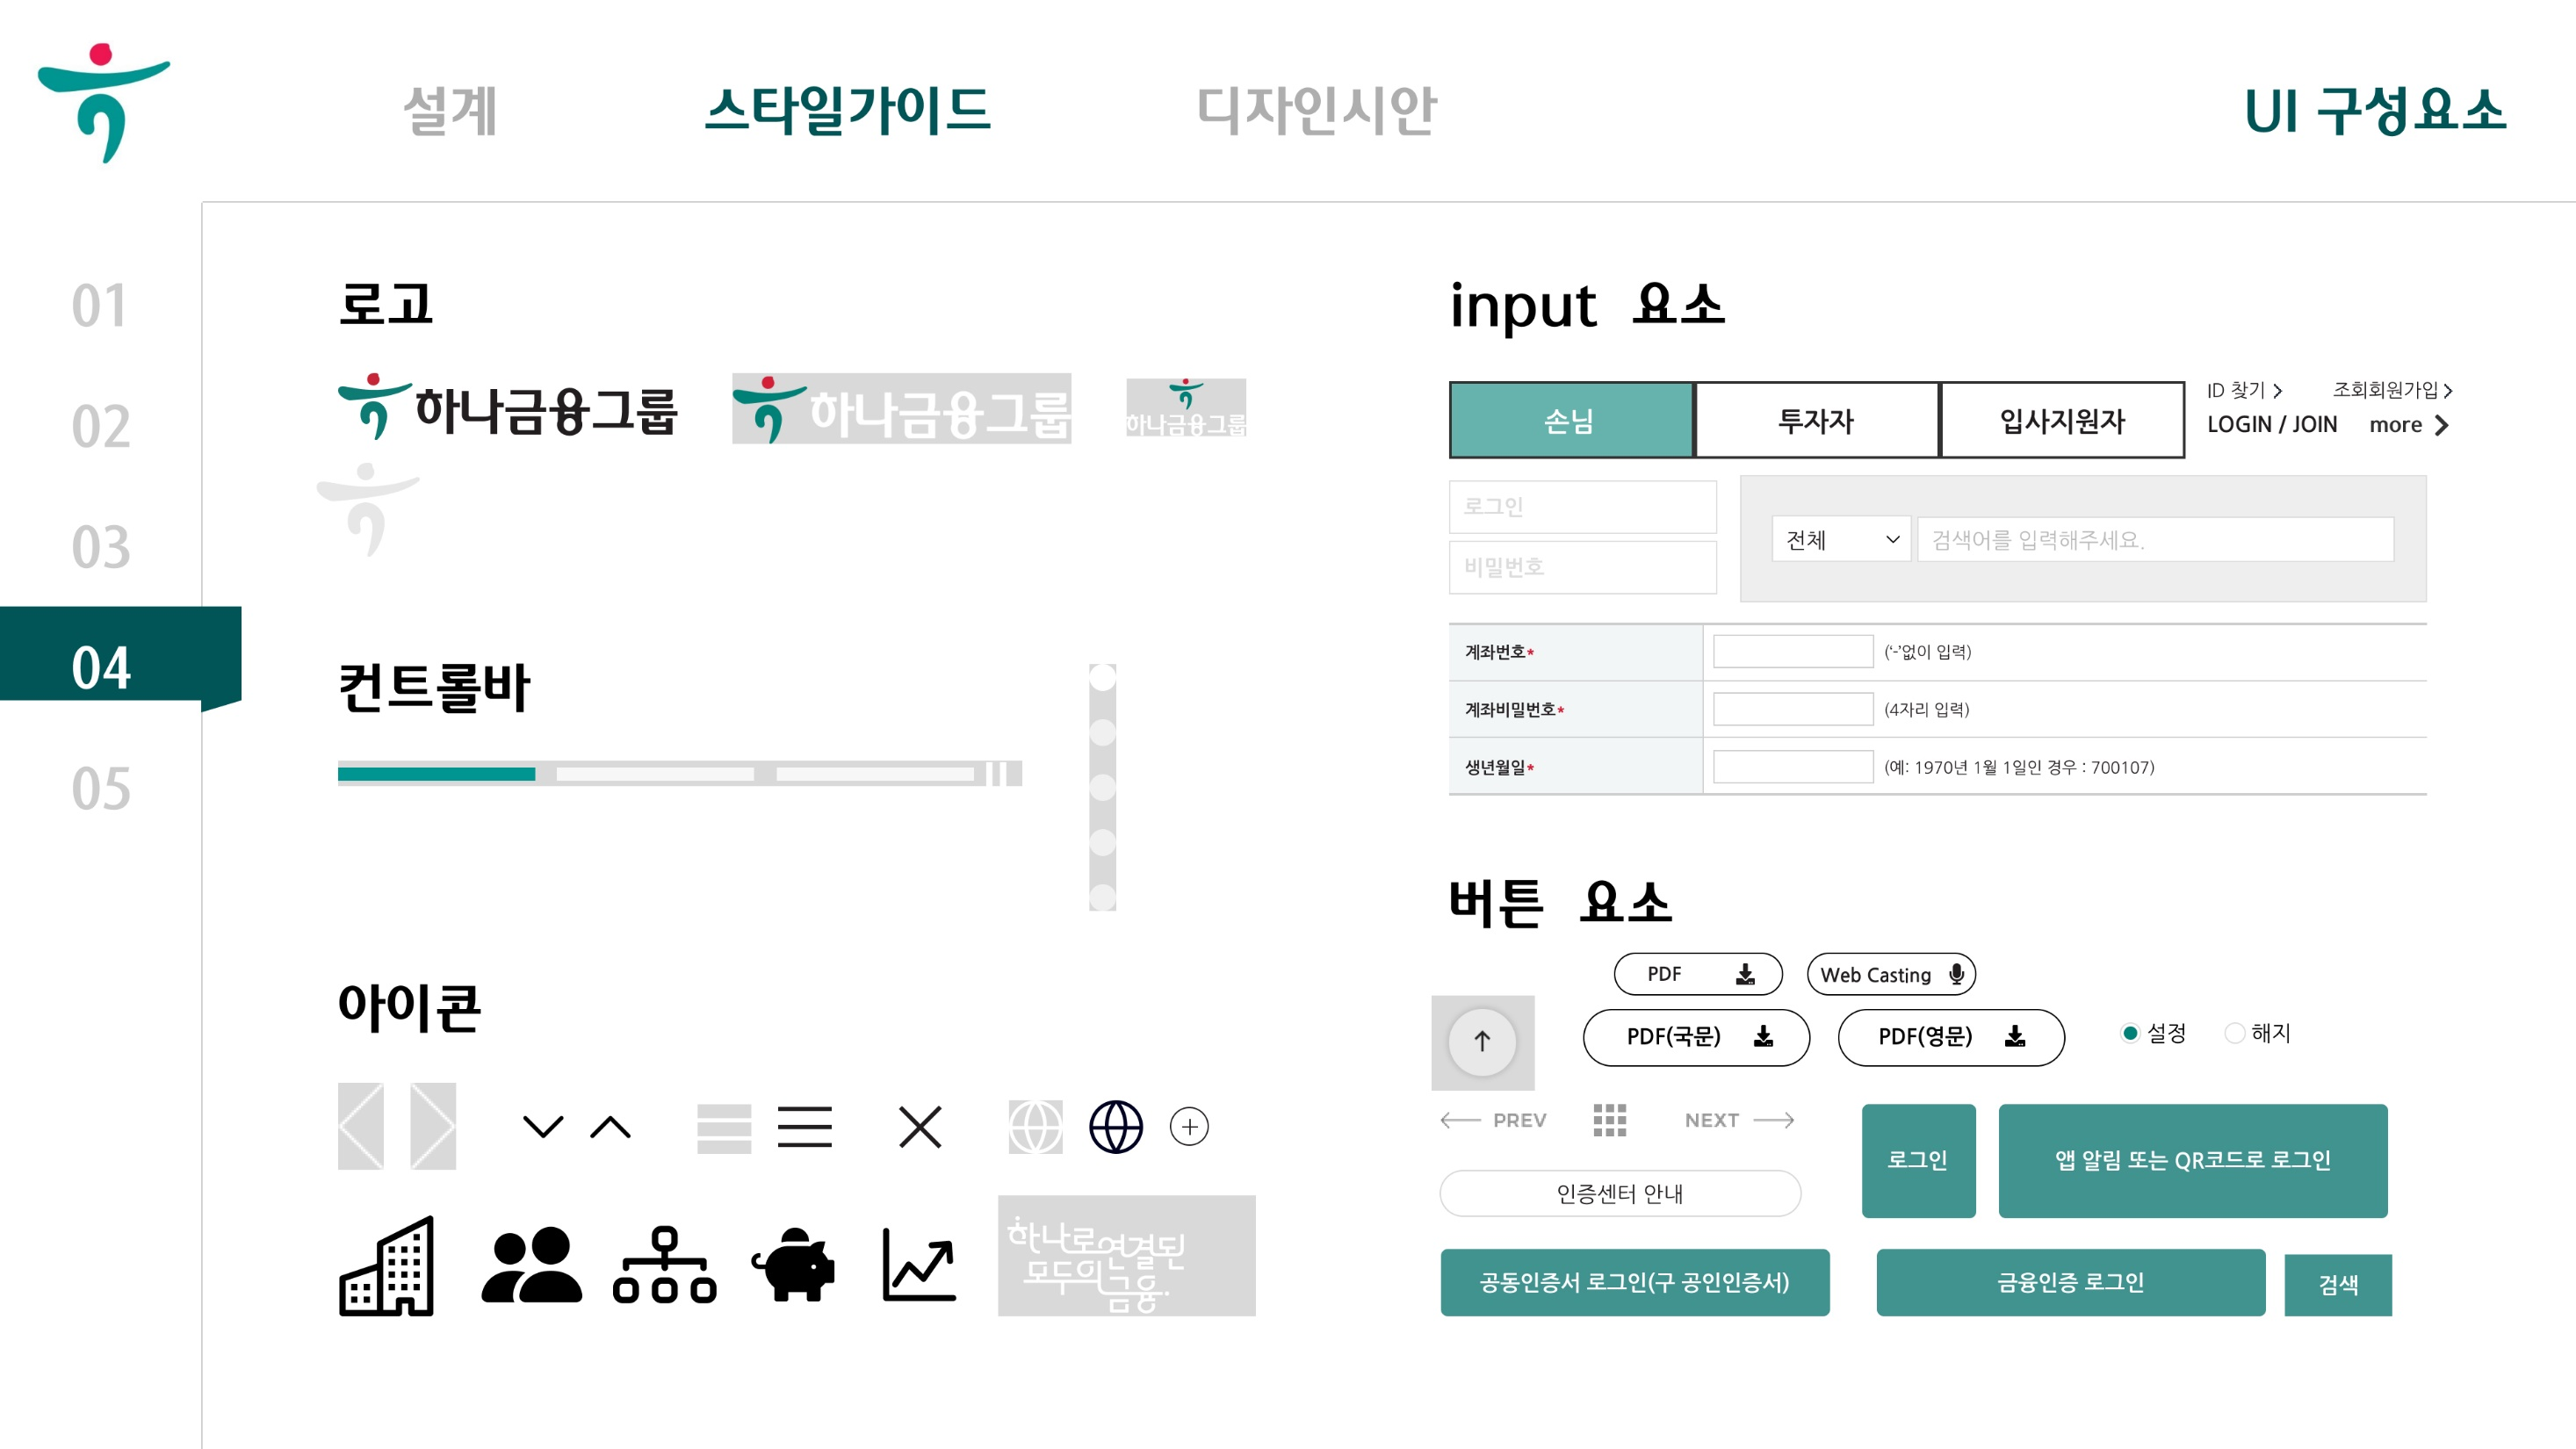 설계
스타일가이드
디자인시안
UI 구성요소
01
02
03
04
05
로고
하나금융그룹
하나금융그룹
하나금융그룹
컨트롤바
아이콘
하나로 연결된
모두의 금융.
input 요소
손님
투자자
입사지원자
ID 찾기
조회회원가입
LOGIN / JOIN
more
로그인
비밀번호
전체
검색어를 입력해주세요.
계좌번호*
('-'없이 입력)
계좌비밀번호*
(4자리 입력)
생년월일*
(예: 1970년 1월 1일인 경우 : 700107)
버튼 요소
PDF
Web Casting
PDF(국문)
PDF(영문)
설정
해지
PREV
NEXT
인증센터 안내
로그인
앱 알림 또는 QR코드로 로그인
공동인증서 로그인(구 공인인증서)
금융인증 로그인
검색